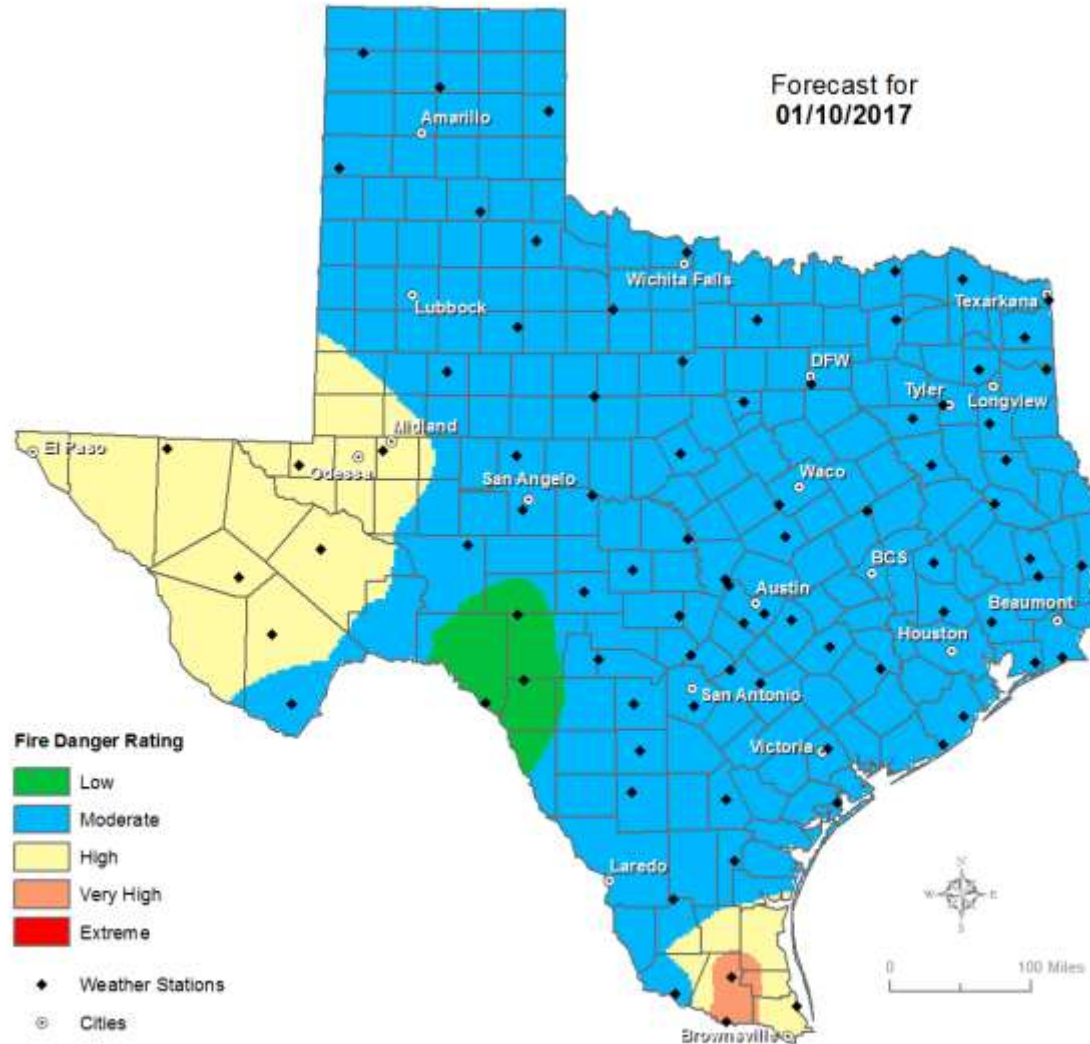 Forecast for
01/10/2017
Amarillo
Wichita Falls
Lubbock
Texarkana
DFW
Tyler
Longview
Midland
El Paso
Odessa
San Angelo
Waco
BCS
Austin
Beaumont
Houston
San Antonio
Victoria
Laredo
Brownsville
Fire Danger Rating
Low
Moderate
High
Very High
Extreme
Weather Stations
Cities
N
W E
S
0 100 Miles